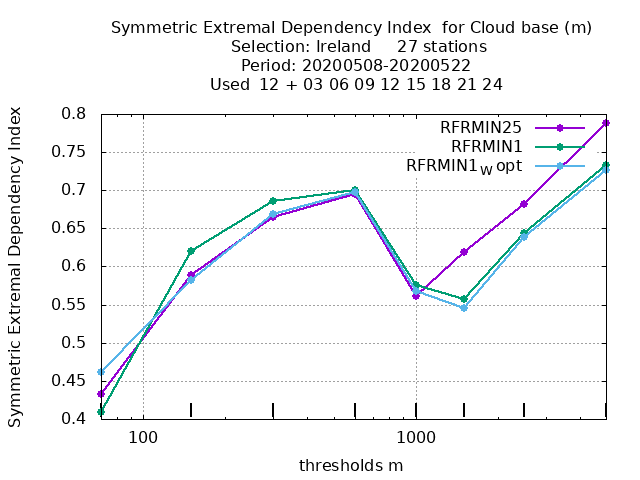 Symmetric Extremal Dependency Index  for Cloud base (m)
Selection: Ireland     27 stations
Period: 20200508-20200522
Used  12 + 03 06 09 12 15 18 21 24
Symmetric Extremal Dependency Index
0.8
0.75
0.7
0.65
0.6
0.55
0.5
0.45
0.4
RFRMIN25
RFRMIN1
RFRMIN1W opt
100
1000
thresholds m